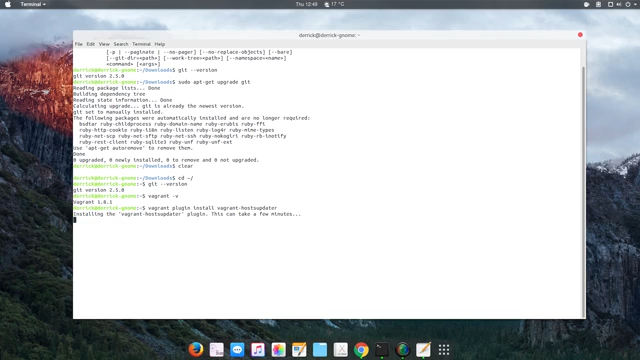 Terminal
Thu 12:49
17 °C
derrick@derrick-gnome: ~
File Edit View Search Terminal Help
[-p | --paginate | --no-pager] [--no-replace-objects] [--bare]
[--git-dir=<path>] [--work-tree=<path>] [--namespace=<name>]
<command> [<args>]
derrick@derrick-gnome:~/Downloads$ git --version
git version 2.5.0
derrick@derrick-gnome:~/Downloads$ sudo apt-get upgrade git
Reading package lists... Done
Building dependency tree
Reading state information... Done
Calculating upgrade... git is already the newest version.
git set to manually installed.
The following packages were automatically installed and are no longer required:
bsdtar ruby-childprocess ruby-domain-name ruby-erubis ruby-ffi
ruby-http-cookie ruby-i18n ruby-listen ruby-log4r ruby-mime-types
ruby-net-scp ruby-net-sftp ruby-net-ssh ruby-nokogiri ruby-rb-inotify
ruby-rest-client ruby-sqlite3 ruby-unf ruby-unf-ext
Use 'apt-get autoremove' to remove them.
Done
0 upgraded, 0 newly installed, 0 to remove and 0 not upgraded.
derrick@derrick-gnome:~/Downloads$ clear
derrick@derrick-gnome:~/Downloads$ cd ~/
derrick@derrick-gnome:~$ git --version
git version 2.5.0
derrick@derrick-gnome:~$ vagrant -v
Vagrant 1.8.1
derrick@derrick-gnome:~$ vagrant plugin install vagrant-hostsupdater
Installing the 'vagrant-hostsupdater' plugin. This can take a few minutes...